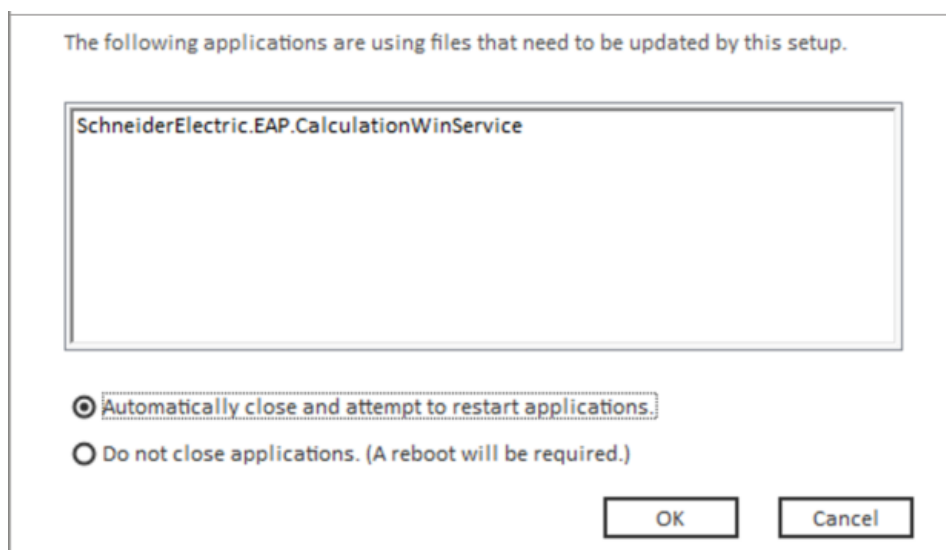 The following applications are using files that need to be updated by this setup.
SchneiderElectric.EAP.CalculationWinService
Automatically close and attempt to restart applications.
Do not close applications. (A reboot will be required.)
OK Cancel